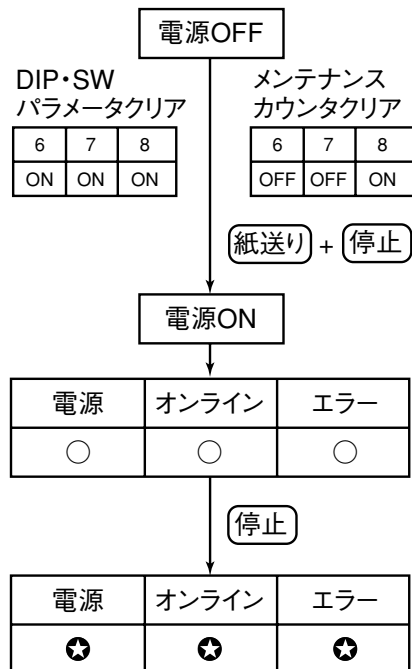 電源OFF
DIP・SW
パラメータクリア
6 7 8
ON ON ON
メンテナンス
カウンタクリア
6 7 8
OFF OFF ON
紙送り + 停止
電源ON
電源 オンライン エラー
○ ○ ○
停止
電源 オンライン エラー
✪ ✪ ✪